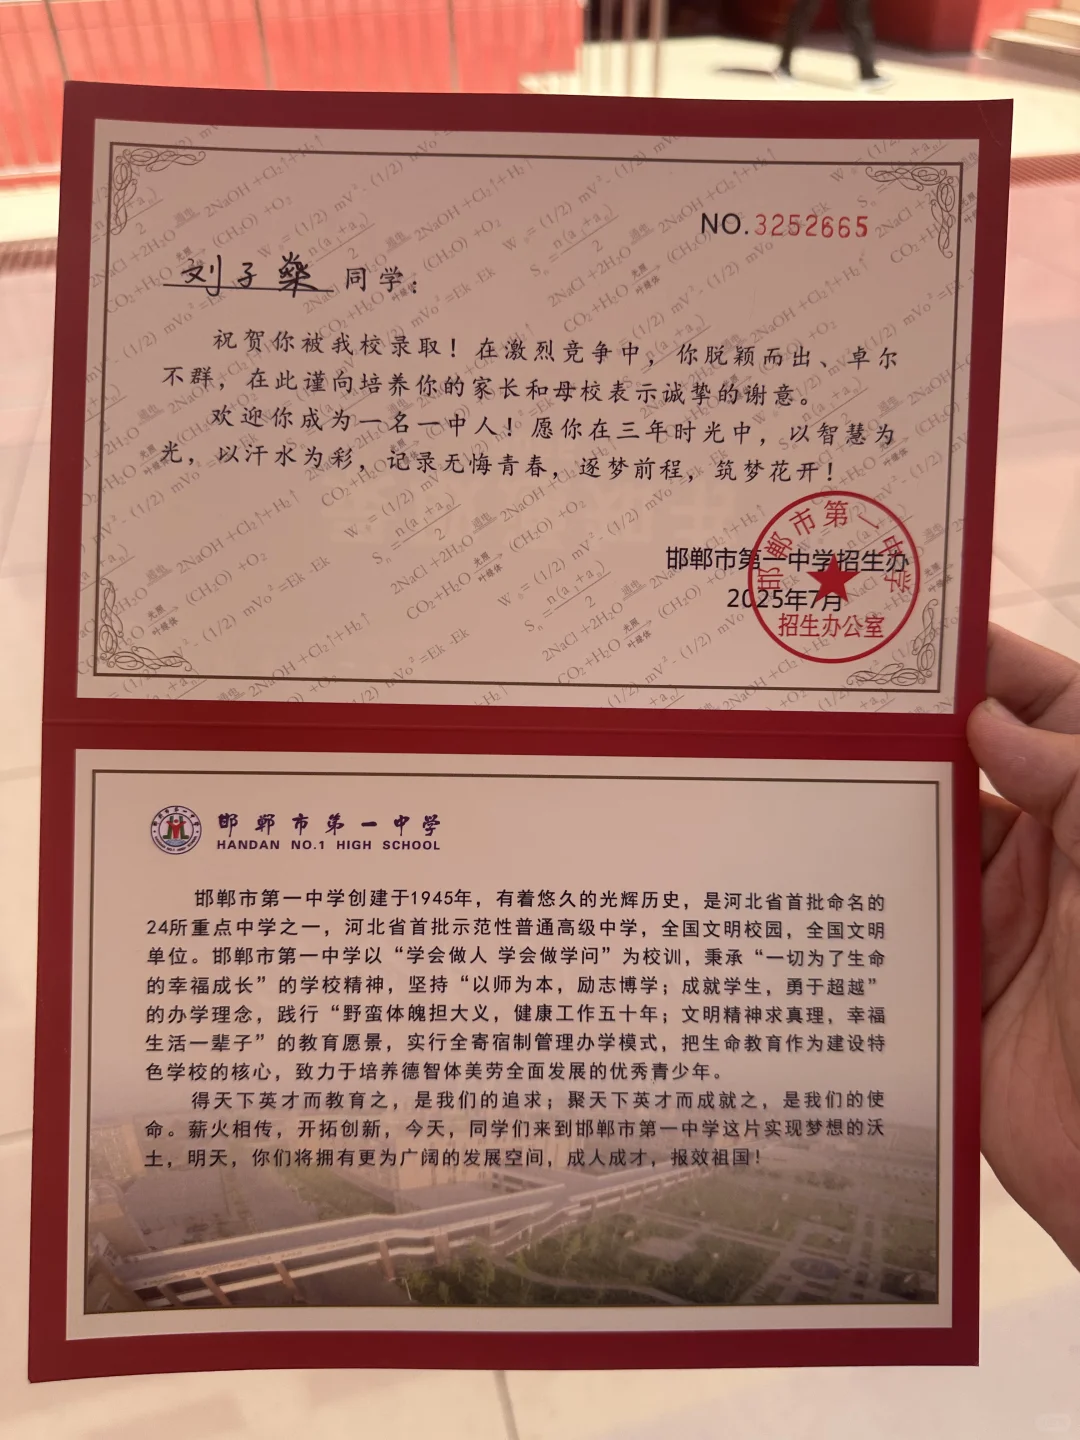 NO.3252665
刘子燊 同学：
祝贺你被我校录取！在激烈竞争中，你脱颖而出、卓尔
不群，在此谨向培养你的家长和母校表示诚挚的谢意。
欢迎你成为一名一中人！愿你在三年时光中，以智慧为
光，以汗水为彩，记录无悔青春，逐梦前程，筑梦花开！
邯郸市第一中学招生办
2025年7月
邯郸市第一中学
招生办公室
邯郸市第一中学
HANDAN NO.1 HIGH SCHOOL
邯郸市第一中学创建于1945年，有着悠久的光辉历史，是河北省首批命名的
24所重点中学之一，河北省首批示范性普通高级中学，全国文明校园，全国文明
单位。邯郸市第一中学以“学会做人 学会做学问”为校训，秉承“一切为了生命
的幸福成长”的学校精神，坚持“以师为本，励志博学；成就学生，勇于超越”
的办学理念，践行“野蛮体魄担大义，健康工作五十年；文明精神求真理，幸福
生活一辈子”的教育愿景，实行全寄宿制管理办学模式，把生命教育作为建设特
色学校的核心，致力于培养德智体美劳全面发展的优秀青少年。
得天下英才而教育之，是我们的追求；聚天下英才而成就之，是我们的使
命。薪火相传，开拓创新，今天，同学们来到邯郸市第一中学这片实现梦想的沃
土，明天，你们将拥有更为广阔的发展空间，成人成才，报效祖国！